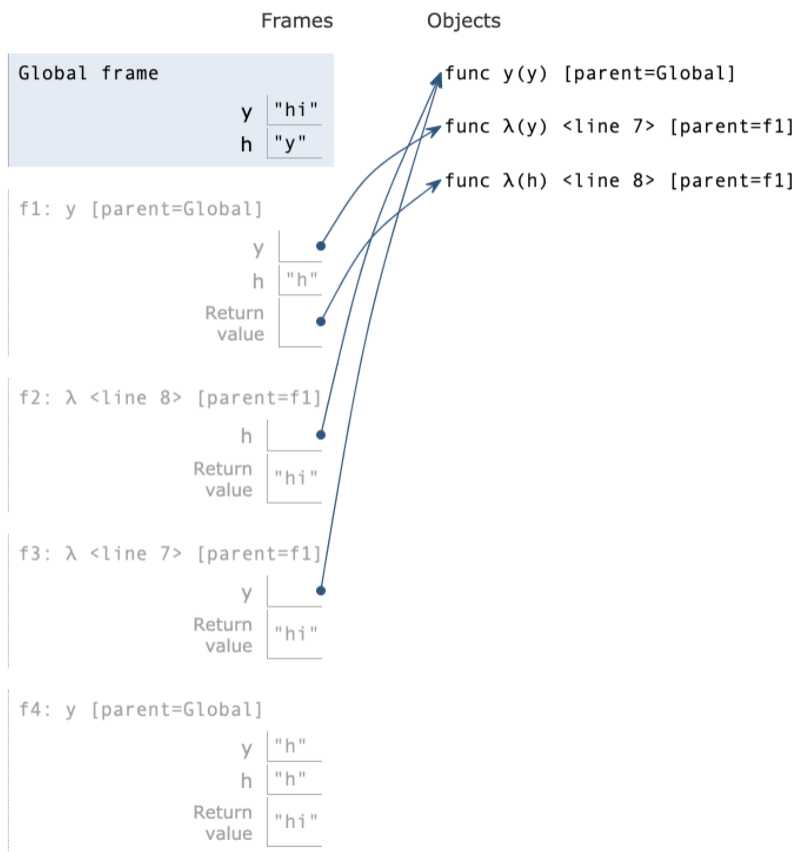 Frames Objects
Global frame
y "hi"
h "y"
func y(y) [parent=Global]
func λ(y) <line 7> [parent=f1]
func λ(h) <line 8> [parent=f1]
f1: y [parent=Global]
y
h "h"
Return
value
f2: λ <line 8> [parent=f1]
h
Return
value "hi"
f3: λ <line 7> [parent=f1]
y
Return
value "hi"
f4: y [parent=Global]
y "h"
h "h"
Return
value "hi"